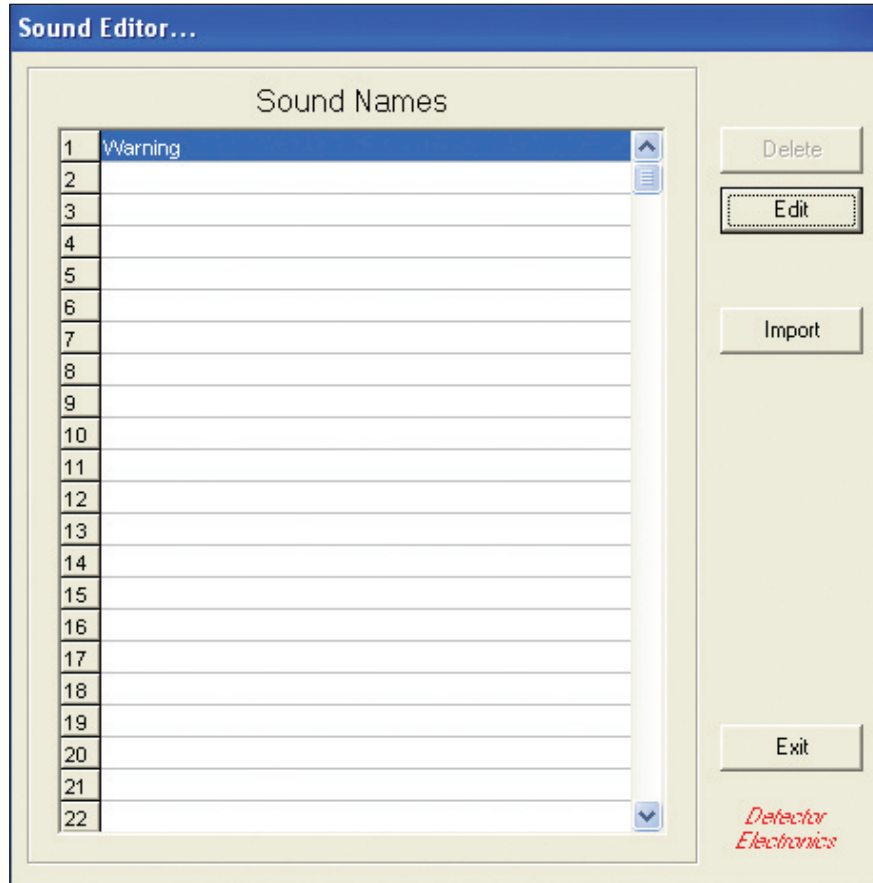 Sound Editor...
Sound Names
1 Warning
2
3
4
5
6
7
8
9
10
11
12
13
14
15
16
17
18
19
20
21
22
Delete
Edit
Import
Exit
Detector
Electronics